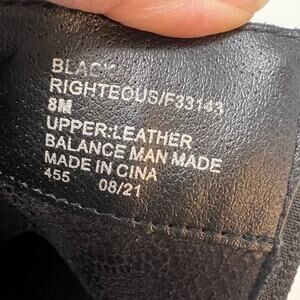 BLACK
RIGHTEOUS/F33143
8M
UPPER:LEATHER
BALANCE MAN MADE
MADE IN CINA
455 08/21